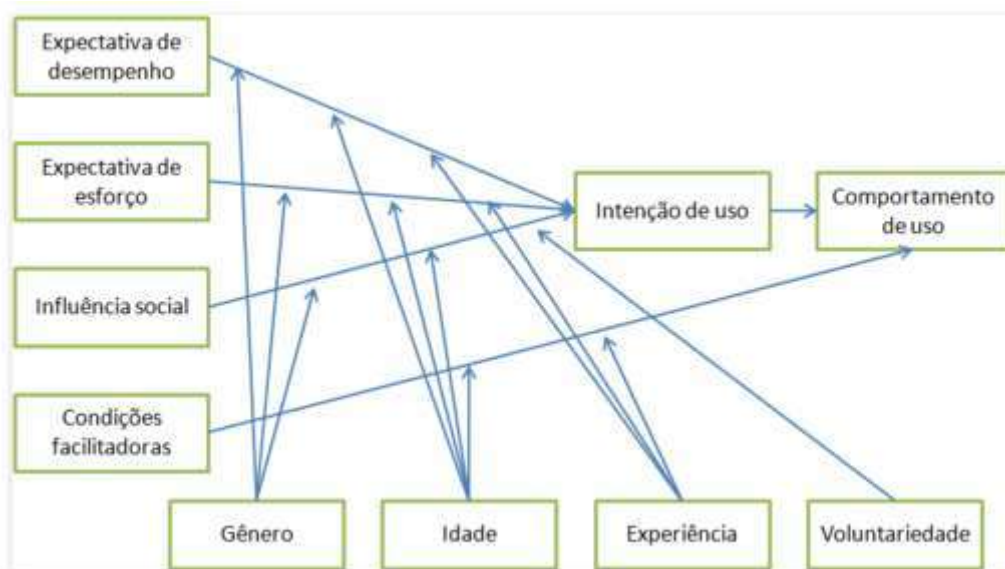 Expectativa de
desempenho
Expectativa de
esforço
Intenção de uso
Comportamento
de uso
Influência social
Condições
facilitadoras
Gênero
Idade
Experiência
Voluntariedade